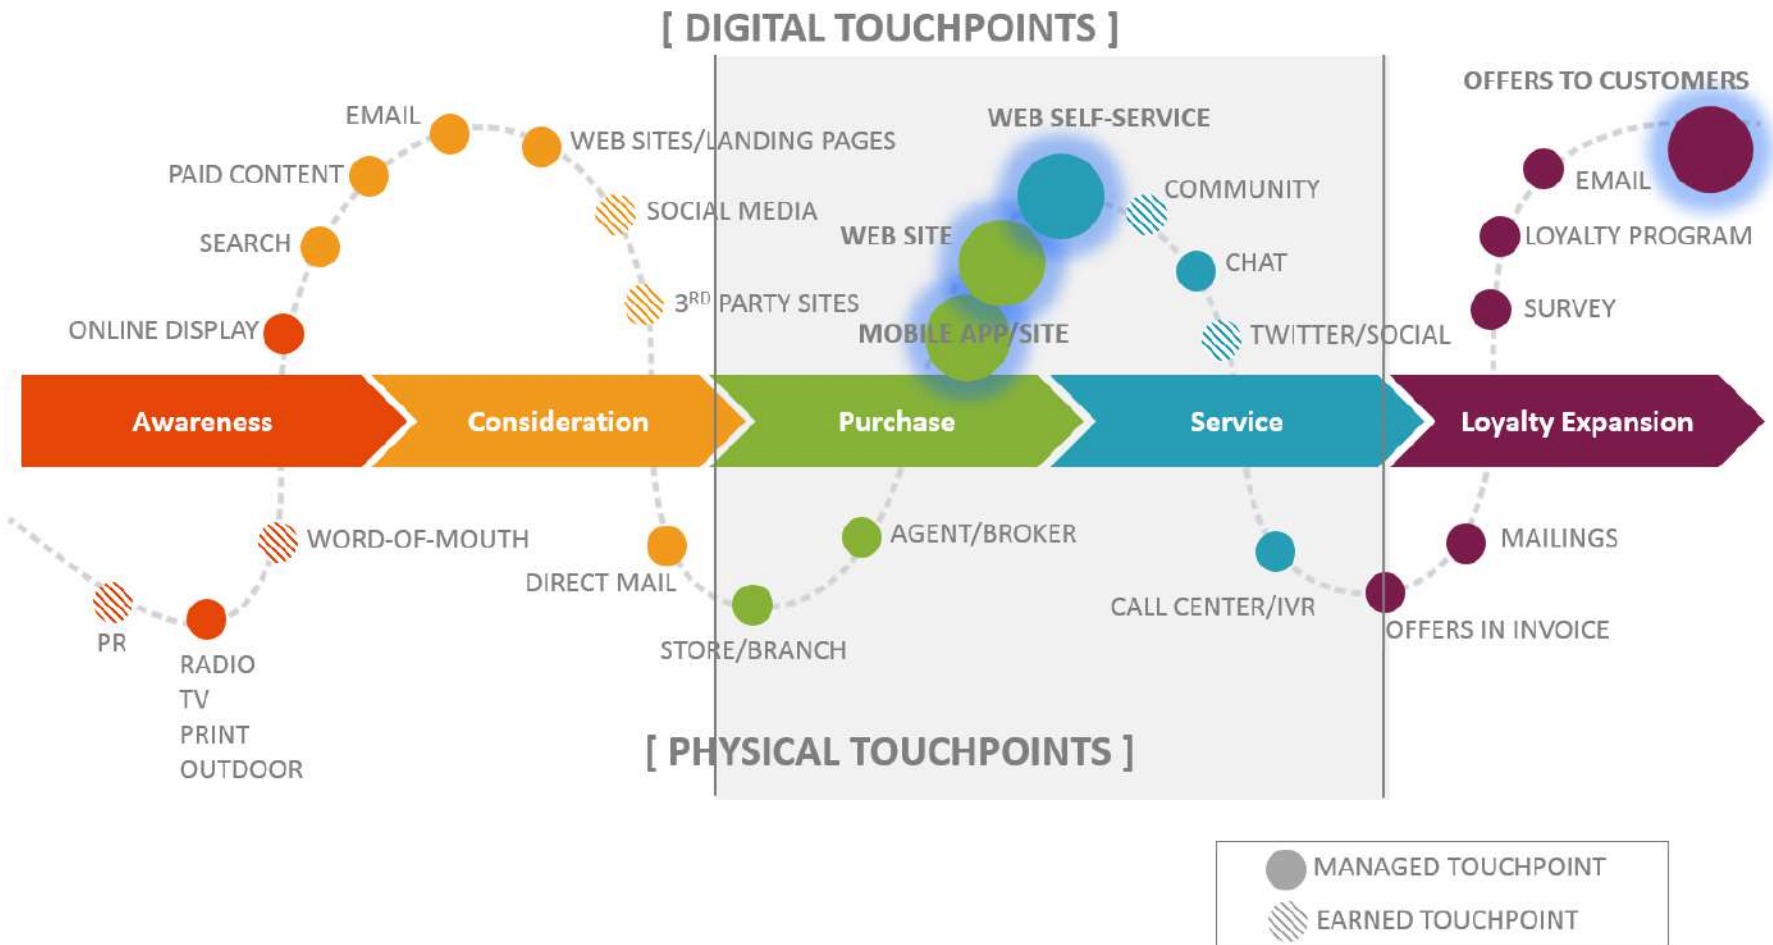 [ DIGITAL TOUCHPOINTS ]
OFFERS TO CUSTOMERS
EMAIL
WEB SELF-SERVICE
WEB SITES/LANDING PAGES
PAID CONTENT
EMAIL
COMMUNITY
SOCIAL MEDIA
WEB SITE
LOYALTY PROGRAM
SEARCH
CHAT
3RD PARTY SITES
SURVEY
ONLINE DISPLAY
MOBILE APP/SITE
TWITTER/SOCIAL
Awareness
Consideration
Purchase
Service
Loyalty Expansion
WORD-OF-MOUTH
AGENT/BROKER
MAILINGS
DIRECT MAIL
CALL CENTER/IVR
OFFERS IN INVOICE
PR
STORE/BRANCH
RADIO
TV
PRINT
OUTDOOR
[ PHYSICAL TOUCHPOINTS ]
MANAGED TOUCHPOINT
EARNED TOUCHPOINT